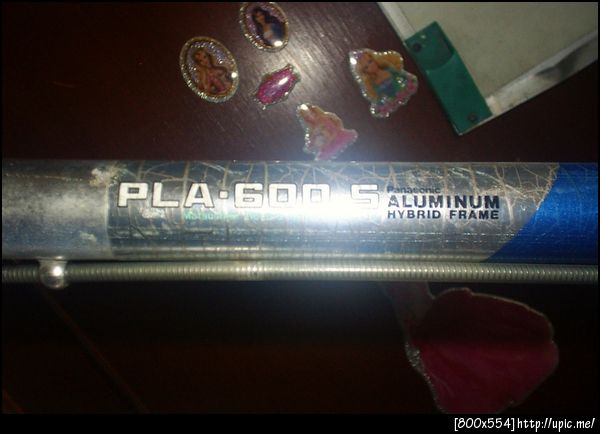 PLA·600 S
Panasonic
ALUMINUM
HYBRID FRAME
[800x554]http://upic.me/